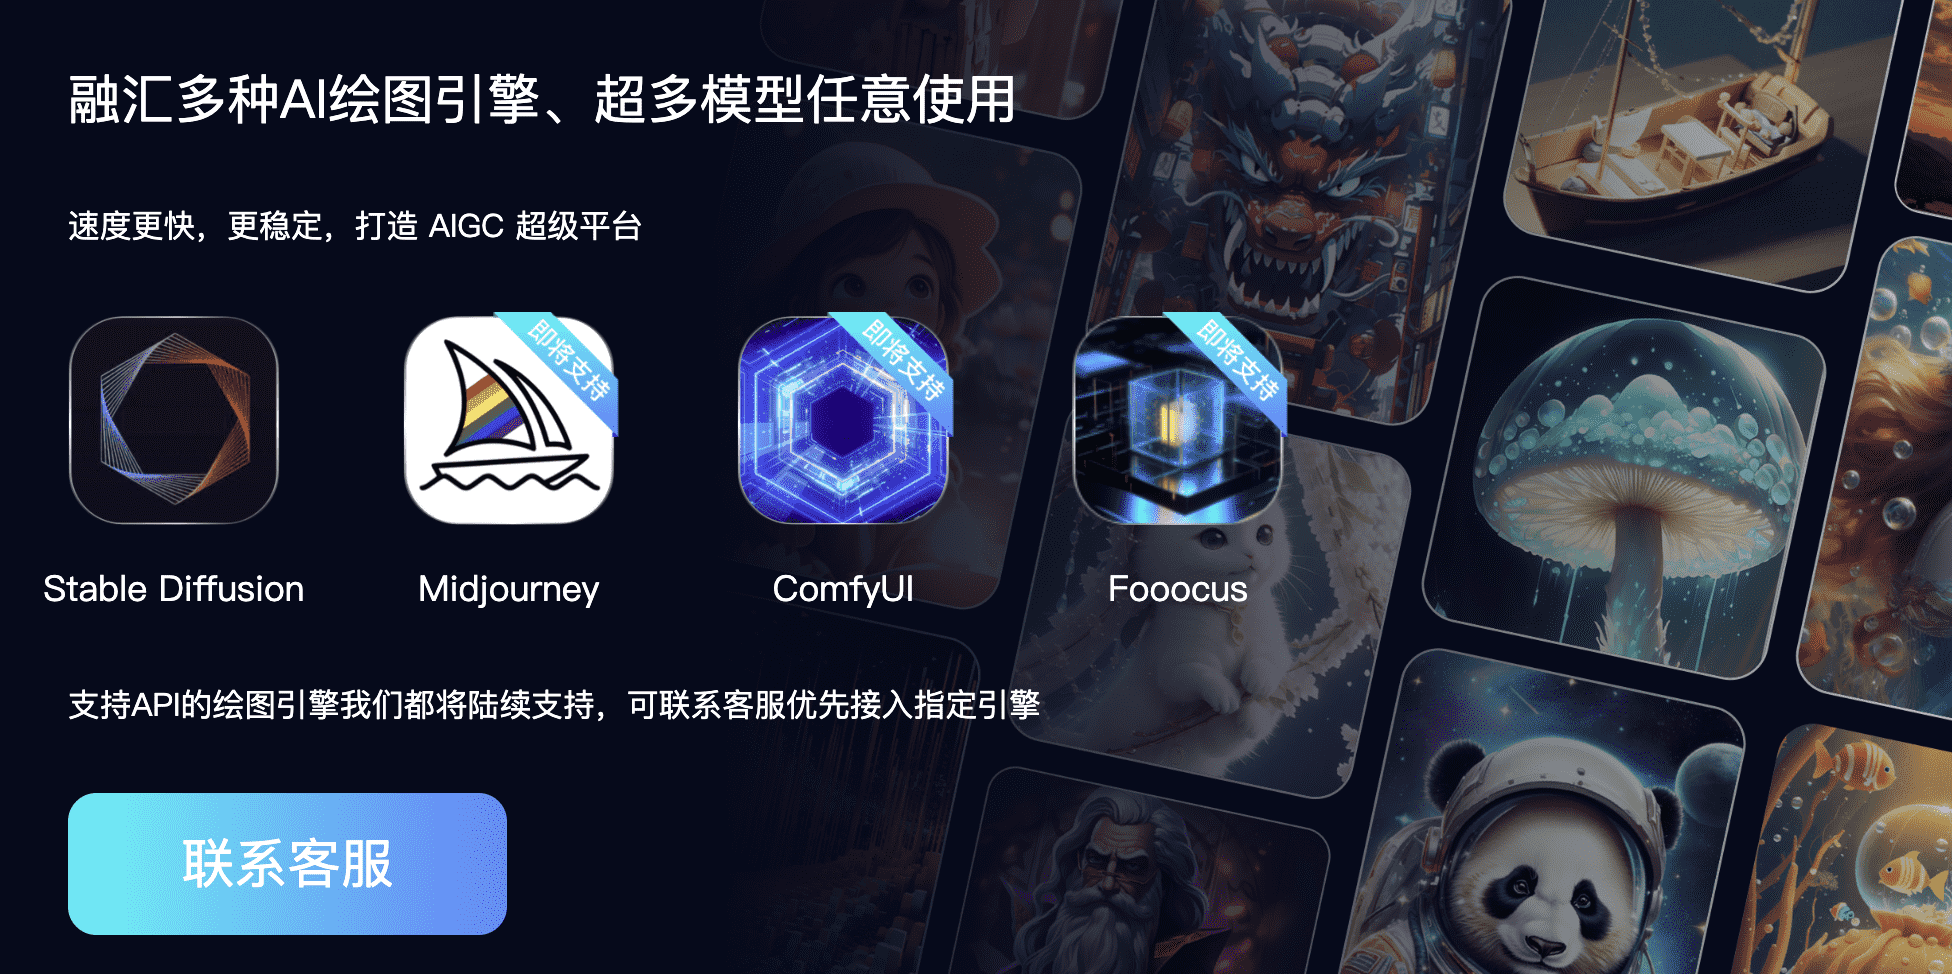 融汇多种AI绘图引擎、超多模型任意使用
速度更快，更稳定，打造 AIGC 超级平台
即将支持
即将支持
即将支持
Stable Diffusion
Midjourney
ComfyUI
Fooocus
支持API的绘图引擎我们都将陆续支持，可联系客服优先接入指定引擎
联系客服